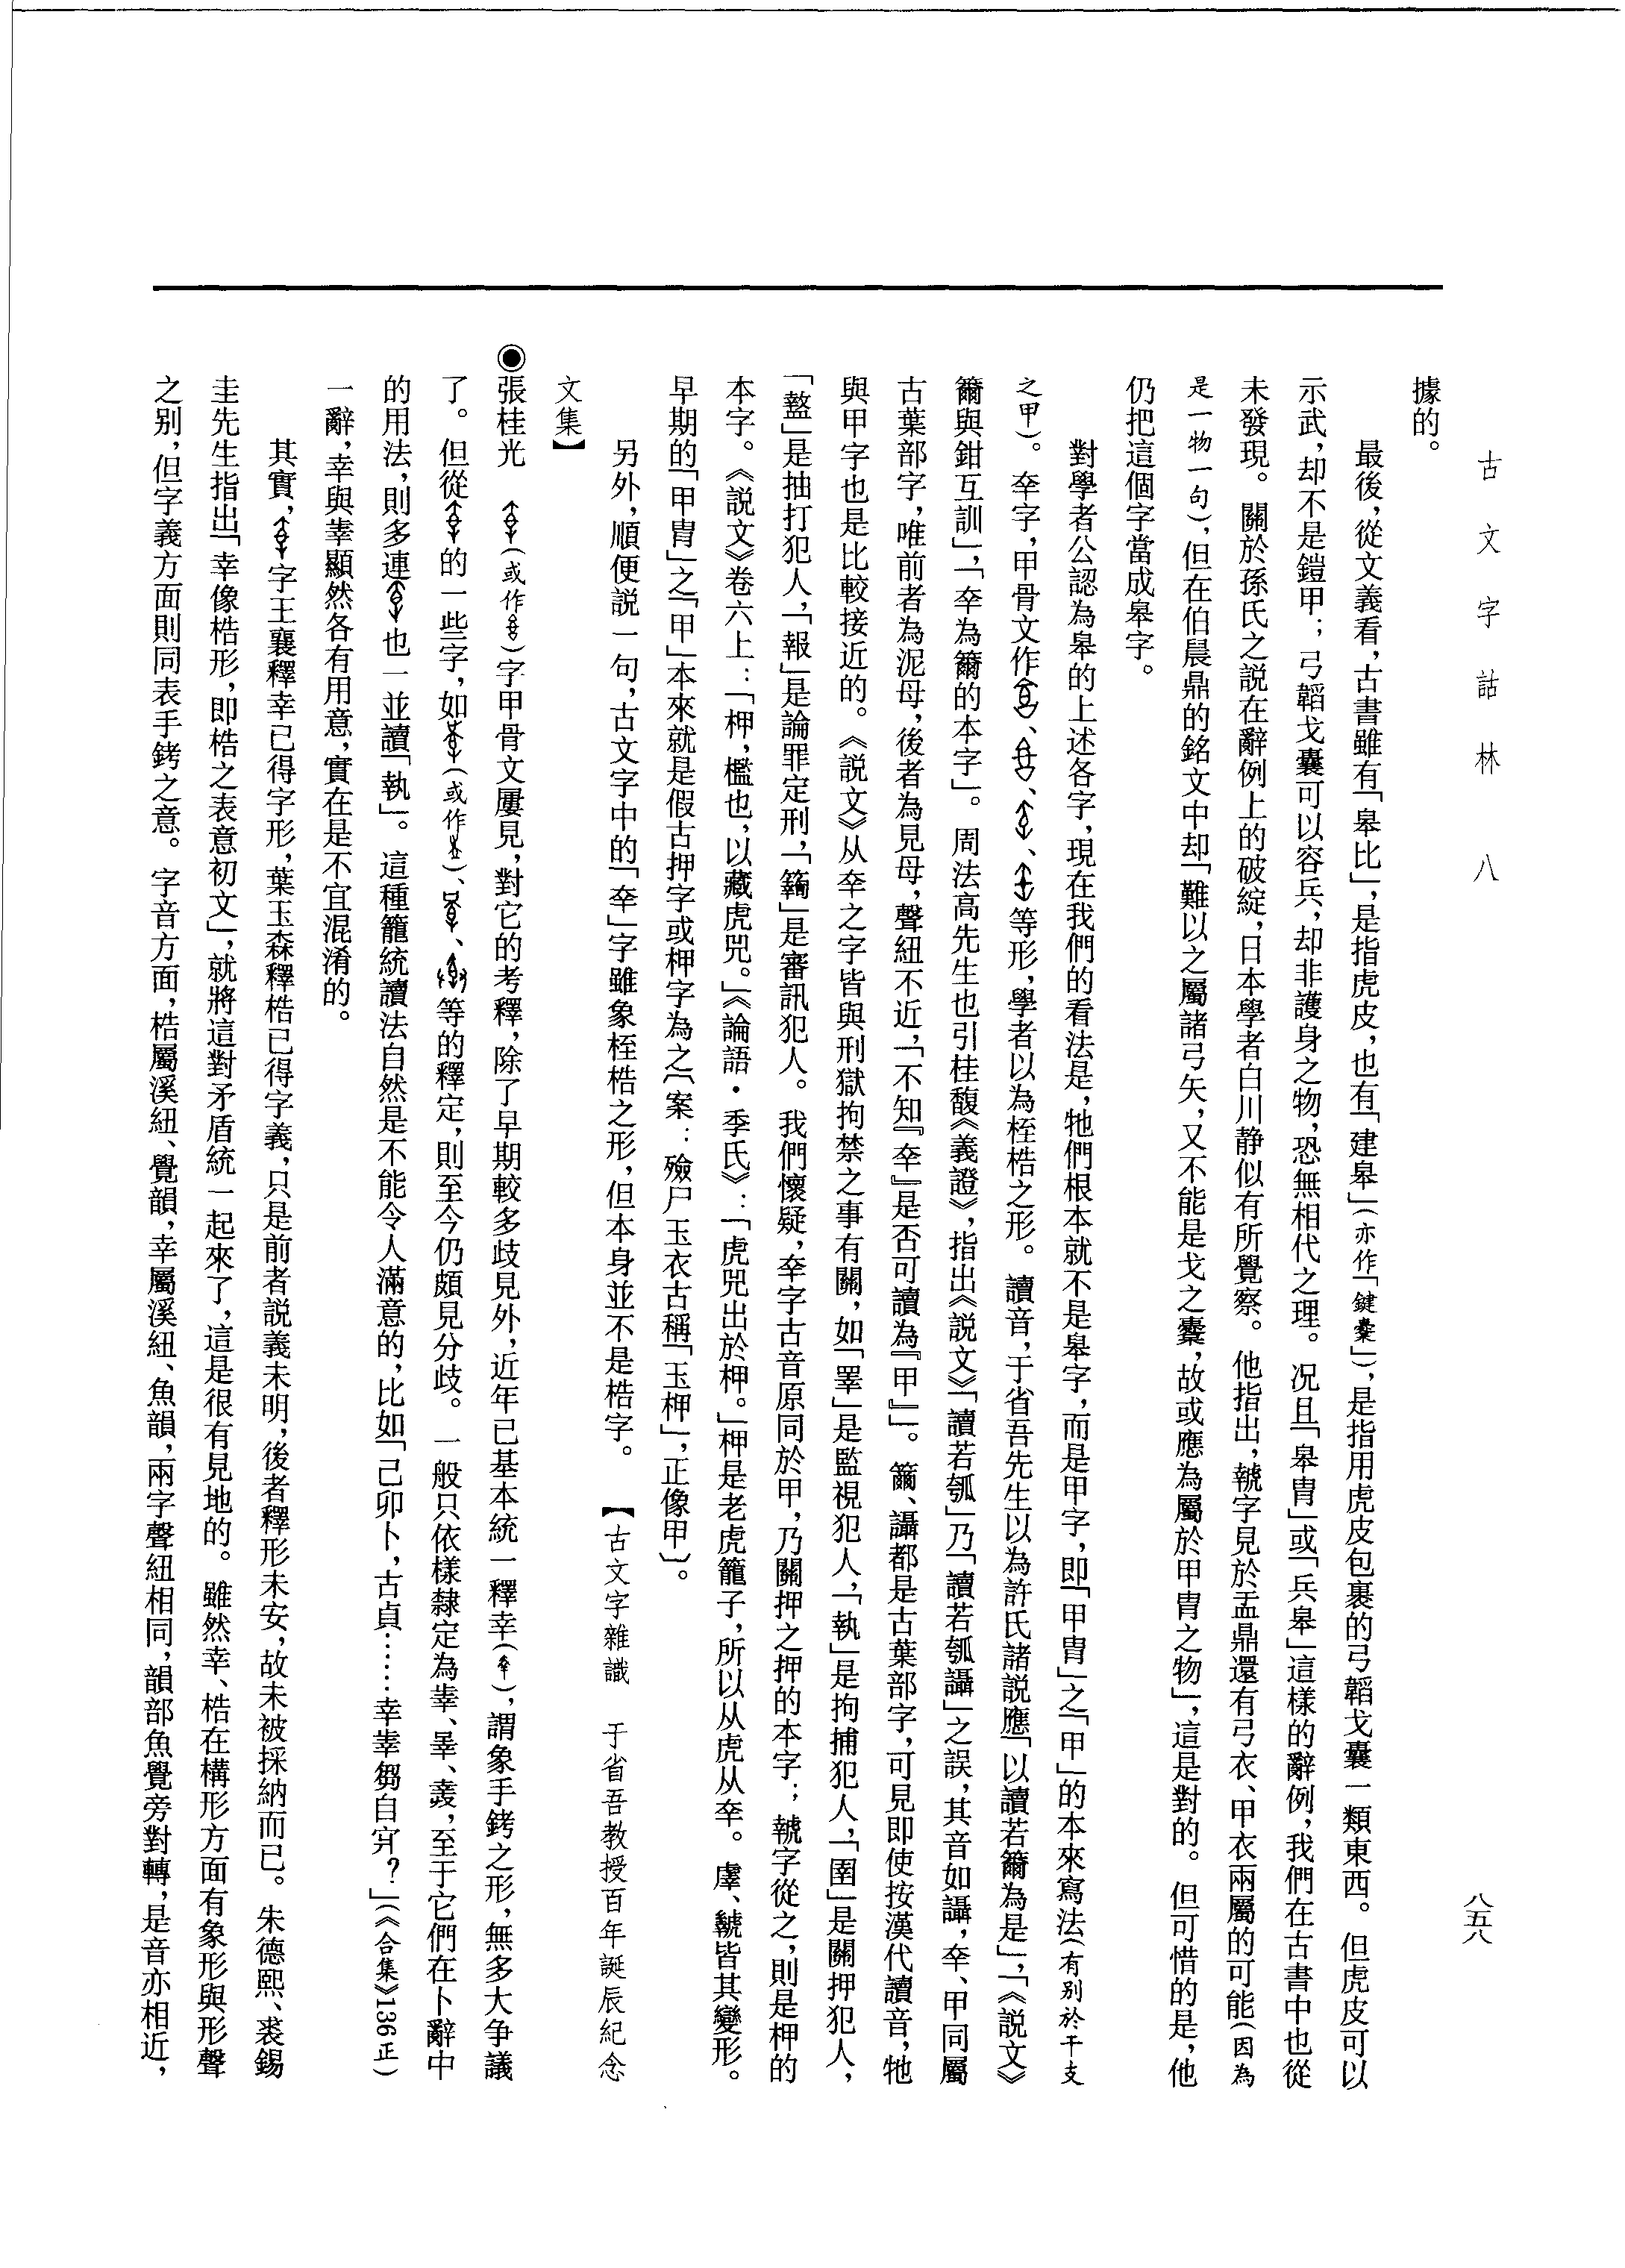 古文字詁林 八
八五八
據的。
最後，從文義看，古書雖有「皋比」，是指虎皮，也有「建皋」（亦作「鍵櫜」），是指用虎皮包裹的弓韜戈囊一類東西。但虎皮可以
示武，却不是鎧甲；弓韜戈囊可以容兵，却非護身之物，恐無相代之理。况且「皋胄」或「兵皋」這樣的辭例，我們在古書中也從
未發現。關於孫氏之説在辭例上的破綻，日本學者白川静似有所覺察。他指出，虢字見於盂鼎還有弓衣、甲衣兩屬的可能（因為
是一物一句），但在伯晨鼎的銘文中却「難以之屬諸弓矢，又不能是戈之櫜，故或應為屬於甲胄之物」，這是對的。但可惜的是，他
仍把這個字當成皋字。
對學者公認為皋的上述各字，現在我們的看法是，牠們根本就不是皋字，而是甲字，即「甲胄」之「甲」的本來寫法（有别於干支
之甲）。㚔字，甲骨文作、、、等形，學者以為桎梏之形。讀音，于省吾先生以為許氏諸説應「以讀若籋為是」，「《説文》
籋與鉗互訓」，「㚔為籋的本字」。周法高先生也引桂馥《義證》，指出《説文》「讀若瓠」乃「讀若瓠讘」之誤，其音如讘，㚔、甲同屬
古葉部字，唯前者為泥母，後者為見母，聲紐不近，「不知『㚔』是否可讀為『甲』」。籋、讘都是古葉部字，可見即使按漢代讀音，牠
與甲字也是比較接近的。《説文》从㚔之字皆與刑獄拘禁之事有關，如「睪」是監視犯人，「執」是拘捕犯人，「圉」是關押犯人，
「盩」是抽打犯人，「報」是論罪定刑，「𥷚」是審訊犯人。我們懷疑，㚔字古音原同於甲，乃關押之押的本字；虢字從之，則是柙的
本字。《説文》卷六上：「柙，檻也，以藏虎兕。」《論語・季氏》：「虎兕出於柙。」柙是老虎籠子，所以从虎从㚔。、皆其變形。
早期的「甲胄」之「甲」本來就是假古押字或柙字為之〔案：殮尸玉衣古稱「玉柙」，正像甲〕。
另外，順便説一句，古文字中的「㚔」字雖象桎梏之形，但本身並不是梏字。 【古文字雜識 于省吾教授百年誕辰紀念
文集】
◉張桂光 （或作）字甲骨文屢見，對它的考釋，除了早期較多歧見外，近年已基本統一釋幸（），謂象手銬之形，無多大争議
了。但從的一些字，如（或作）、、等的釋定，則至今仍頗見分歧。一般只依樣隸定為、、，至于它們在卜辭中
的用法，則多連也一並讀「執」。這種籠統讀法自然是不能令人滿意的，比如「己卯卜，古貞……幸芻自？」（《合集》136正）
一辭，幸與顯然各有用意，實在是不宜混淆的。
其實，字王襄釋幸已得字形，葉玉森釋梏已得字義，只是前者説義未明，後者釋形未安，故未被採納而已。朱德熙、裘錫
圭先生指出「幸像梏形，即梏之表意初文」，就將這對矛盾統一起來了，這是很有見地的。雖然幸、梏在構形方面有象形與形聲
之别，但字義方面則同表手銬之意。字音方面，梏屬溪紐、覺韻，幸屬溪紐、魚韻，兩字聲紐相同，韻部魚覺旁對轉，是音亦相近，